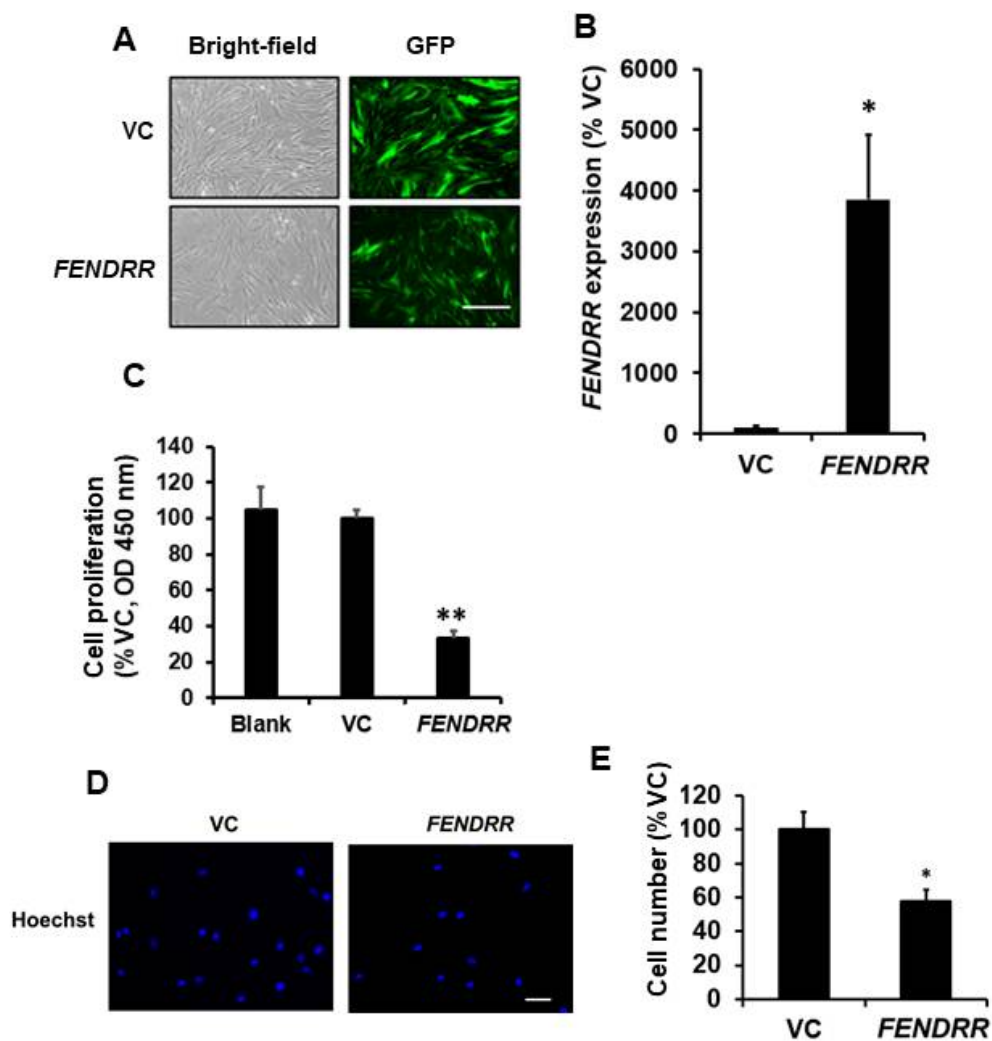 A
Bright-field
GFP
VC
FENDRR
B
FENDRR expression (% VC)
6000
5000
4000
3000
2000
1000
0
*
VC
FENDRR
C
Cell proliferation
(% VC, OD 450 nm)
140
120
100
80
60
40
20
0
**
Blank
VC
FENDRR
D
VC
FENDRR
Hoechst
E
Cell number (% VC)
120
100
80
60
40
20
0
*
VC
FENDRR